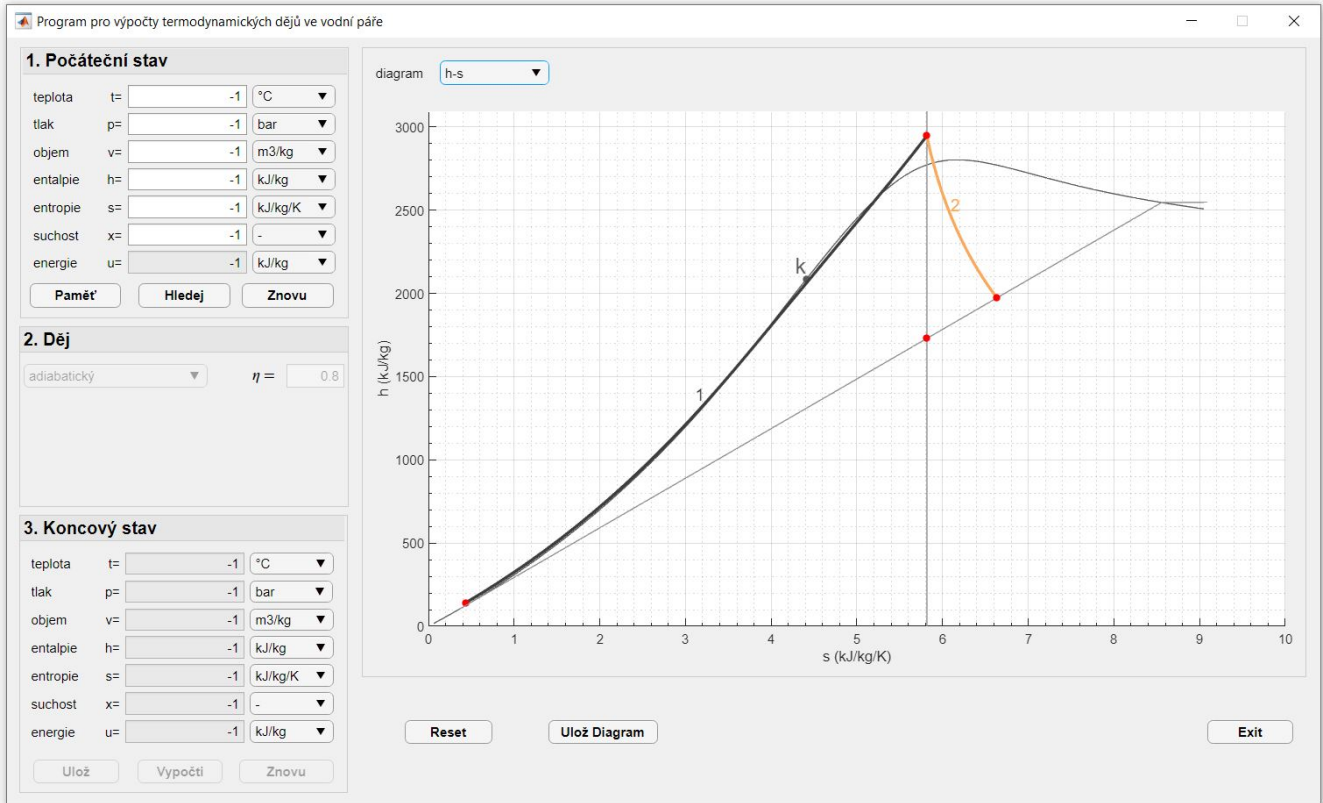 Program pro výpočty termodynamických dějů ve vodní páře
1. Počáteční stav
teplota t= -1 °C
tlak p= -1 bar
objem v= -1 m3/kg
entalpie h= -1 kJ/kg
entropie s= -1 kJ/kg/K
suchost x= -1 -
energie u= -1 kJ/kg
Paměť Hledej Znovu
2. Děj
adiabatický η = 0.8
3. Koncový stav
teplota t= -1 °C
tlak p= -1 bar
objem v= -1 m3/kg
entalpie h= -1 kJ/kg
entropie s= -1 kJ/kg/K
suchost x= -1 -
energie u= -1 kJ/kg
Ulož Vypočti Znovu
diagram h-s
3000
2500
2000
1500
1000
500
0
h (kJ/kg)
k
1
2
0 1 2 3 4 5 6 7 8 9 10
s (kJ/kg/K)
Reset Ulož Diagram Exit